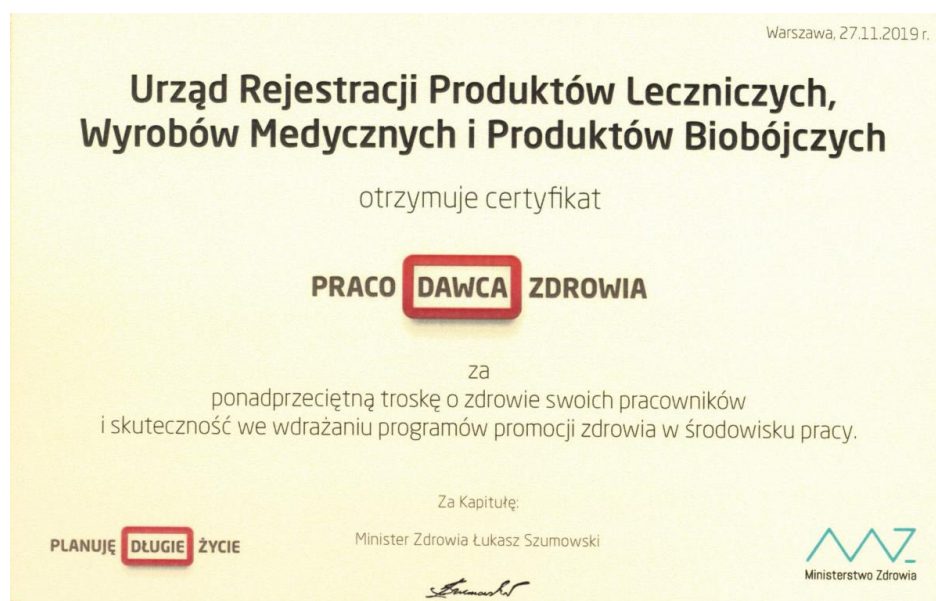 Warszawa, 27.11.2019 r.
Urząd Rejestracji Produktów Leczniczych,
Wyrobów Medycznych i Produktów Biobójczych
otrzymuje certyfikat
PRACO DAWCA ZDROWIA
za
ponadprzeciętną troskę o zdrowie swoich pracowników
i skuteczność we wdrażaniu programów promocji zdrowia w środowisku pracy.
Za Kapitułę:
Minister Zdrowia Łukasz Szumowski
PLANUJĘ DŁUGIE ŻYCIE
MZ
Ministerstwo Zdrowia